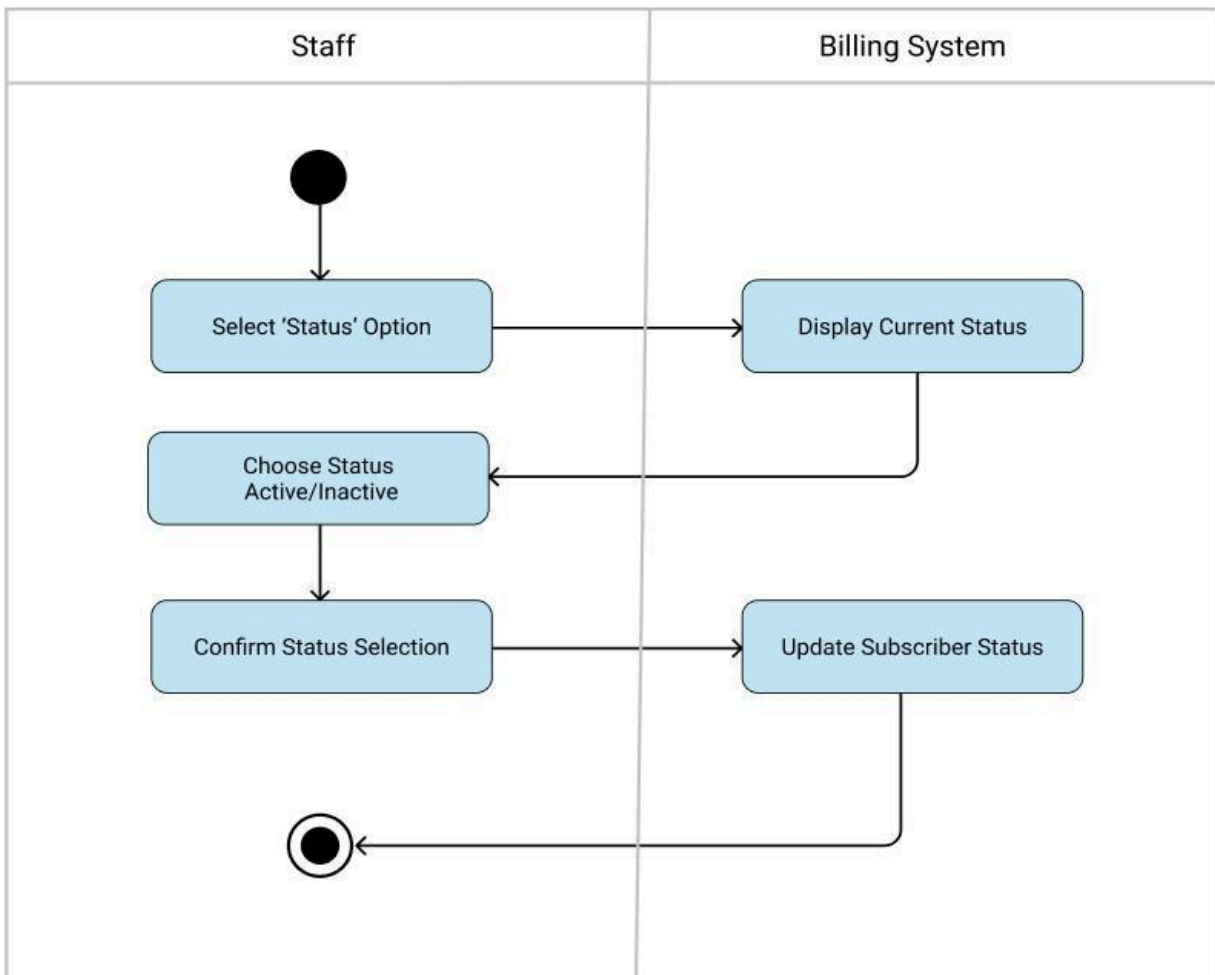 Staff
Billing System
Select ‘Status’ Option
Display Current Status
Choose Status
Active/Inactive
Confirm Status Selection
Update Subscriber Status